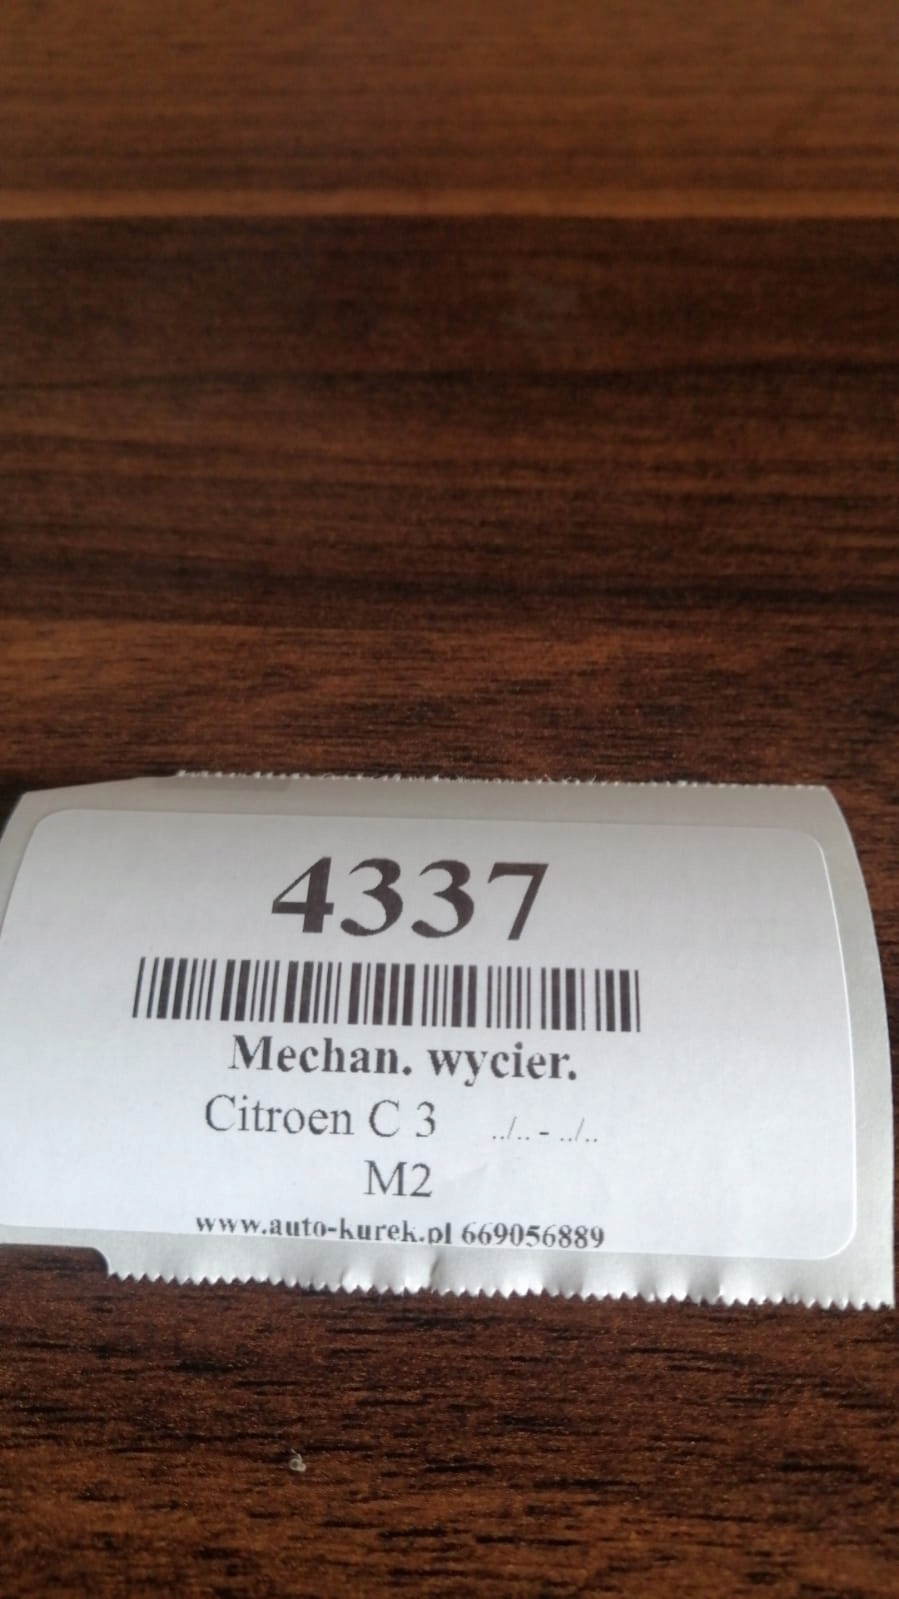 4337
Mechan. wycier.
Citroen C 3 ../.. - ../..
M2
www.auto-kurek.pl 669056889